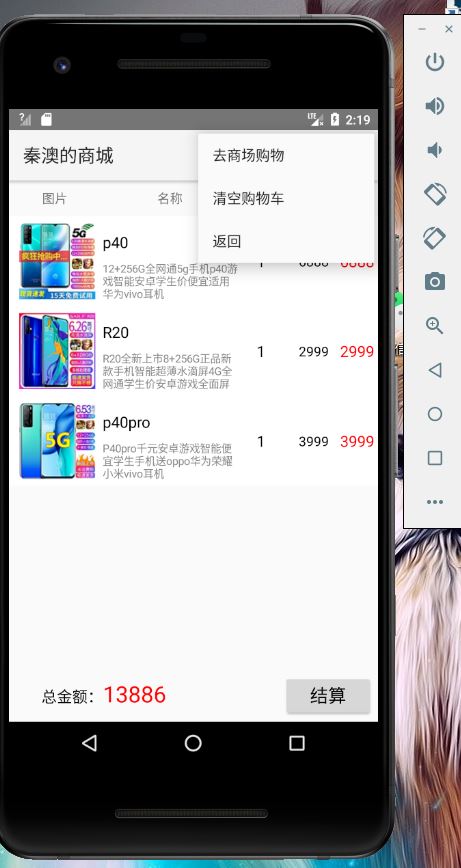 LTE 2:19
秦澳的商城
去商场购物
清空购物车
返回
图片 名称
p40
12+256G全网通5g手机p40游
戏智能安卓学生价便宜适用
华为vivo耳机
1 6888 6888
5G
疯狂抢购中...
现货速发 15天免费试用
R20
R20全新上市8+256G正品新
款手机智能超薄水滴屏4G全
网通学生价安卓游戏全面屏
1 2999 2999
6.26
p40pro
P40pro千元安卓游戏智能便
宜学生手机送oppo华为荣耀
小米vivo耳机
1 3999 3999
6.53
5G
总金额：13886
结算